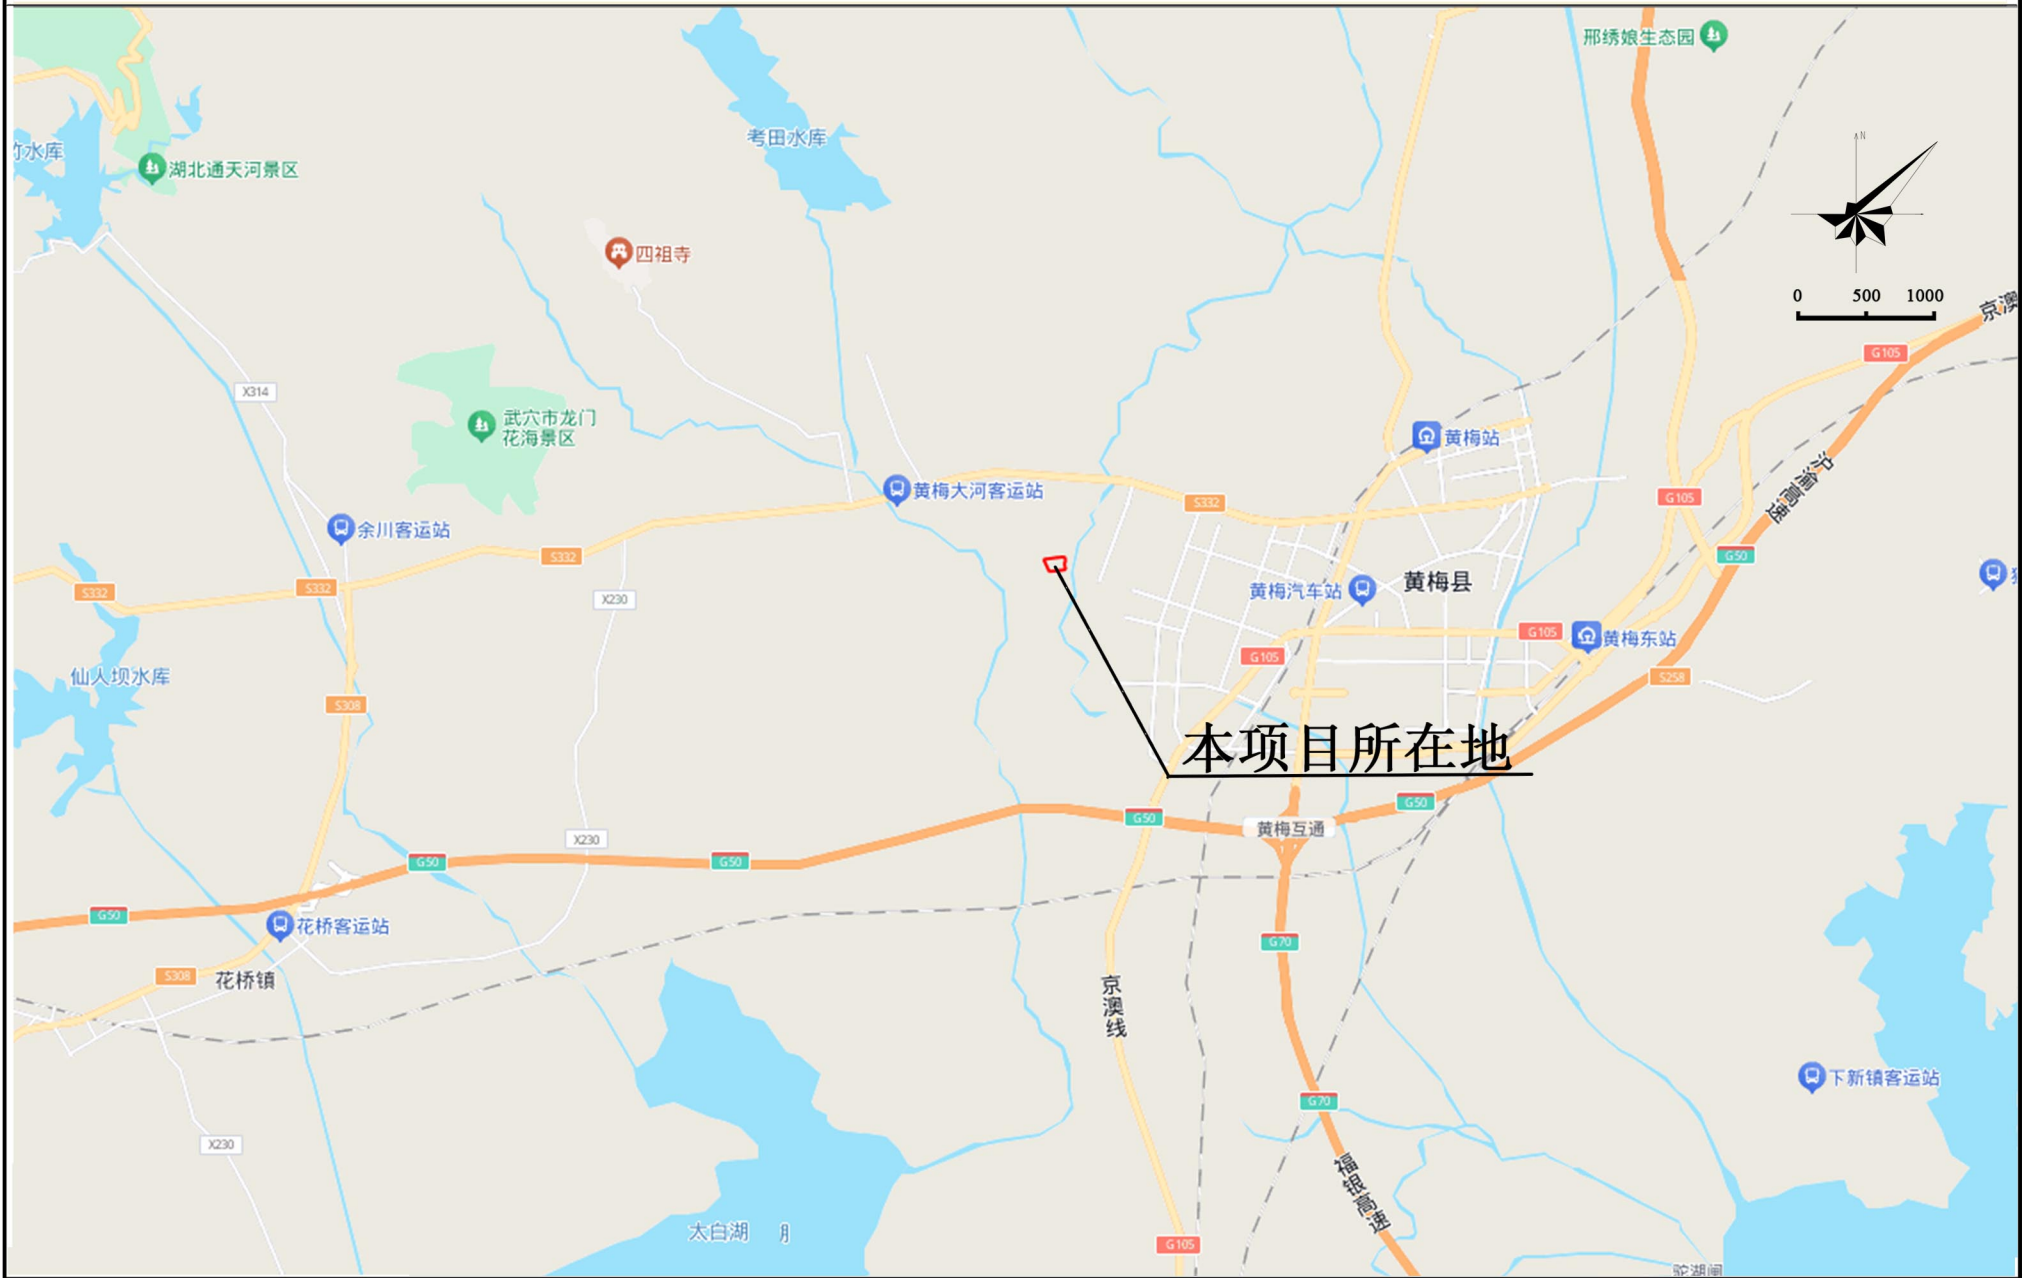 邢绣娘生态园
考田水库
竹水库
湖北通天河景区
N
四祖寺
0 500 1000
京澳
G105
X314
武穴市龙门
花海景区
黄梅站
沪渝高速
黄梅大河客运站
S332
G105
余川客运站
S332
G50
S332
S332
X230
黄梅汽车站
黄梅县
G105
黄梅东站
G105
仙人坝水库
S258
S308
本项目所在地
G50
G50
黄梅互通
X230
G50
G50
G50
花桥客运站
G70
S308
花桥镇
京澳线
下新镇客运站
G70
X230
福银高速
太白湖
G105
驼湖闸